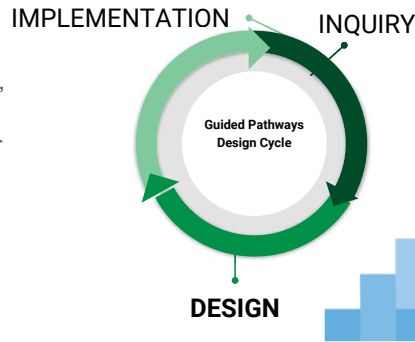 IMPLEMENTATION
INQUIRY
Guided Pathways
Design Cycle
DESIGN